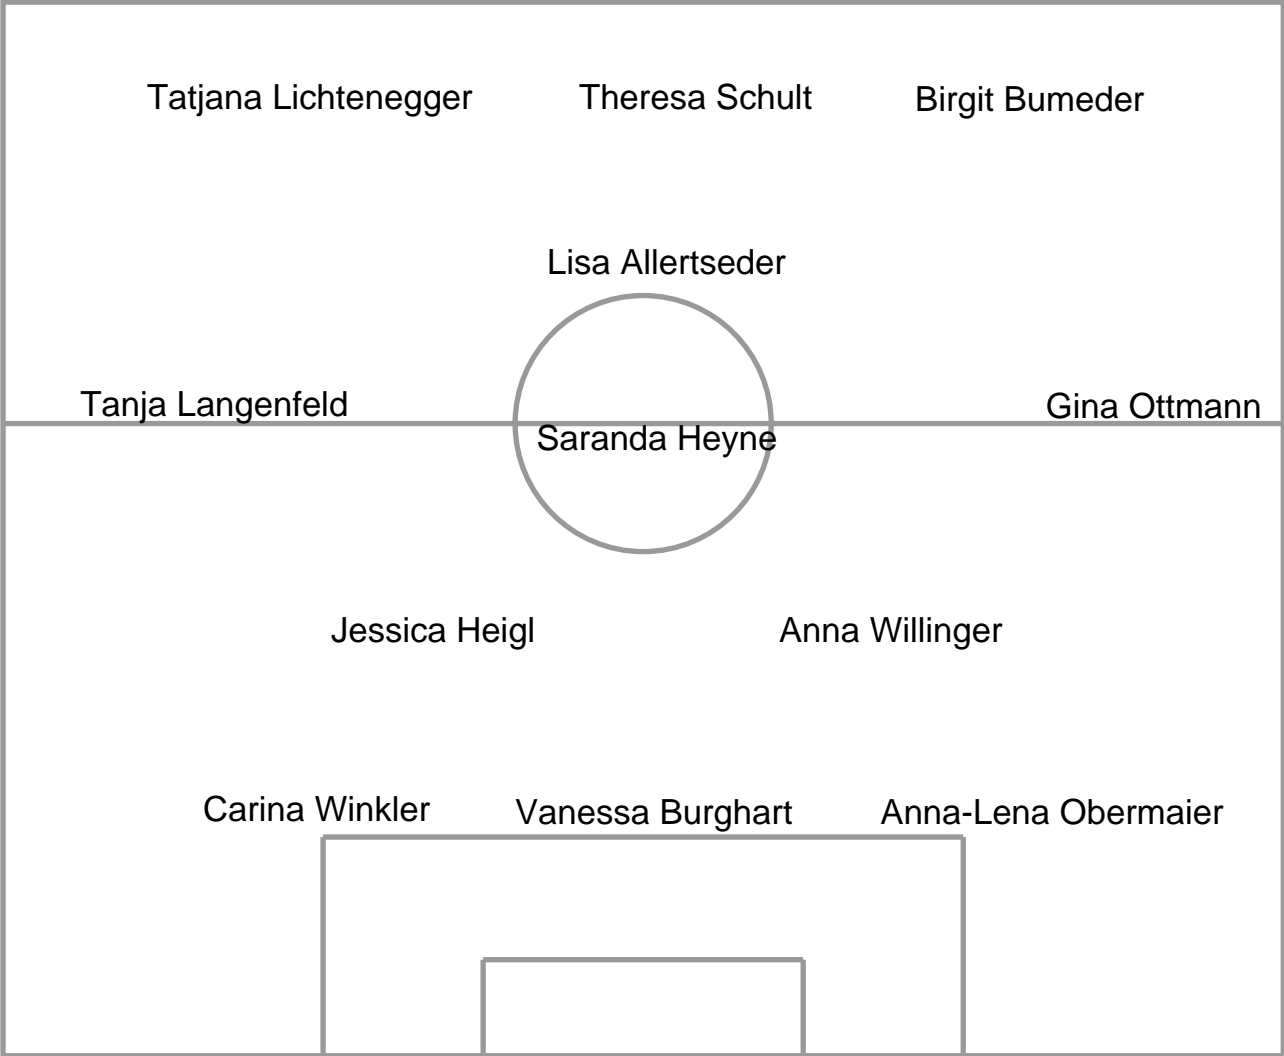 Tatjana Lichtenegger Theresa Schult Birgit Bumeder
Lisa Allertseder
Tanja Langenfeld Gina Ottmann
Saranda Heyne
Jessica Heigl Anna Willinger
Carina Winkler Vanessa Burghart Anna-Lena Obermaier